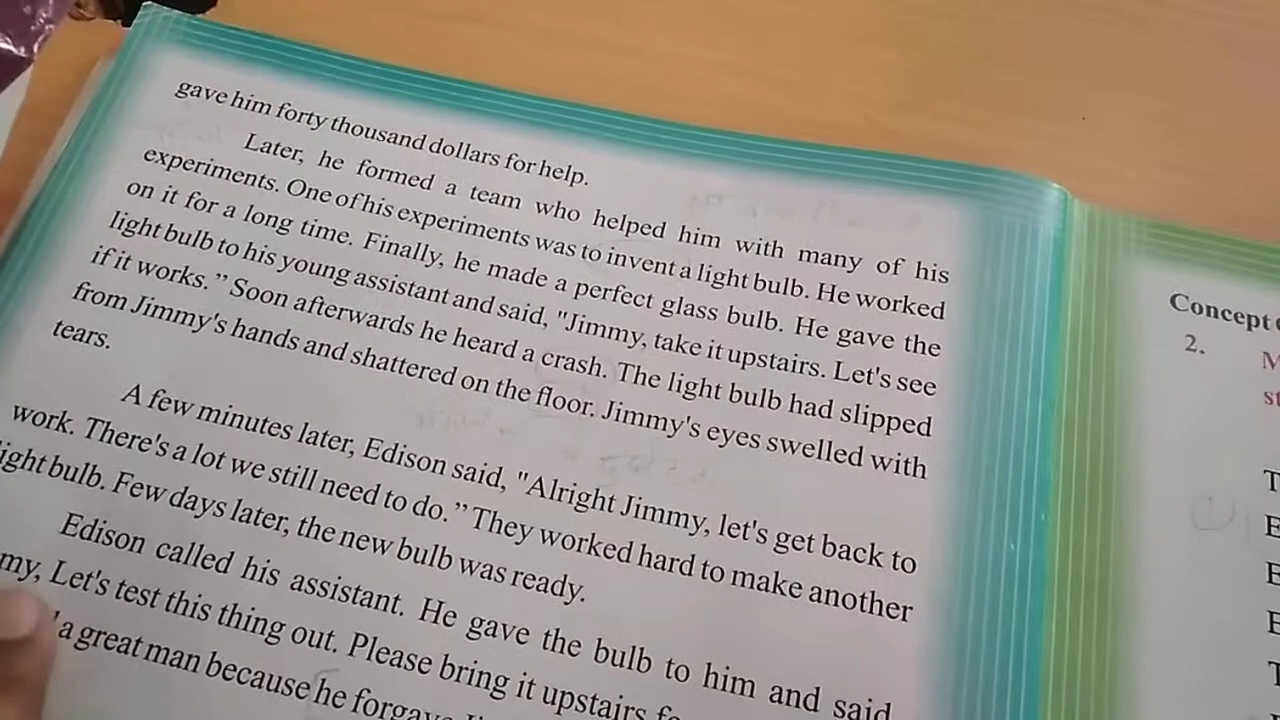 gave him forty thousand dollars for help.
Later, he formed a team who helped him with many of his
experiments. One of his experiments was to invent a light bulb. He worked
on it for a long time. Finally, he made a perfect glass bulb. He gave the
light bulb to his young assistant and said, "Jimmy, take it upstairs. Let's see
if it works." Soon afterwards he heard a crash. The light bulb had slipped
from Jimmy's hands and shattered on the floor. Jimmy's eyes swelled with
tears.
A few minutes later, Edison said, "Alright Jimmy, let's get back to
work. There's a lot we still need to do." They worked hard to make another
light bulb. Few days later, the new bulb was ready.
Edison called his assistant. He gave the bulb to him and said
my, Let's test this thing out. Please bring it upstairs
a great man because he forgave
Concept
2.